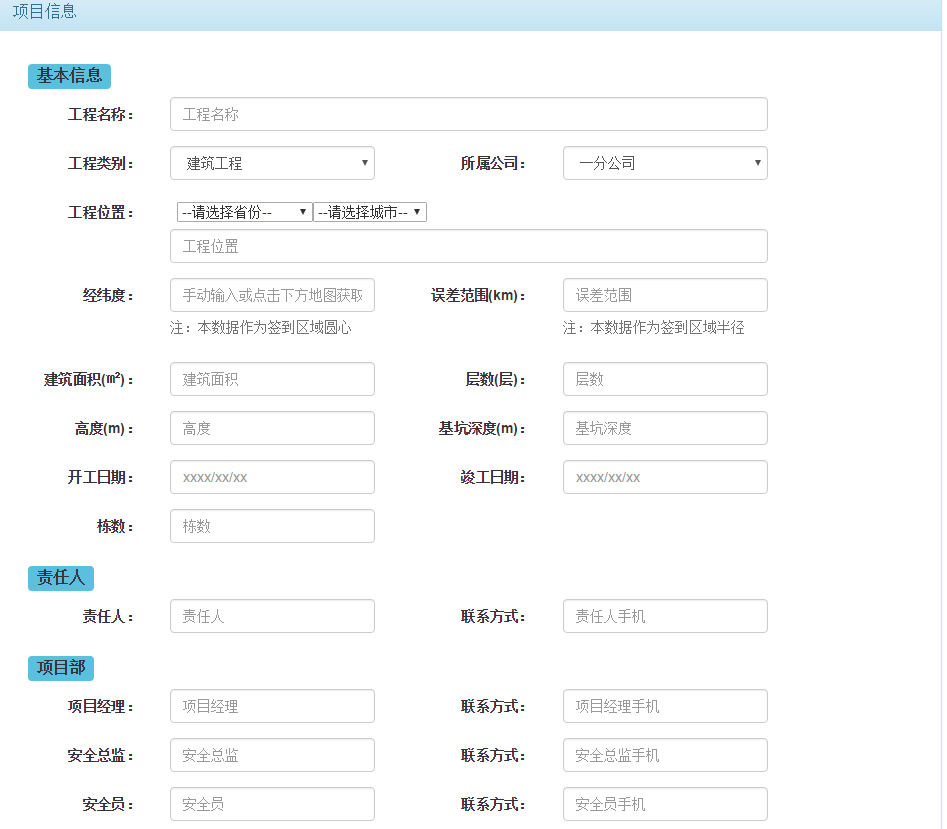 项目信息
基本信息
工程名称： 工程名称
工程类别： 建筑工程 所属公司： 一分公司
工程位置： --请选择省份-- --请选择城市--
工程位置
经纬度： 手动输入或点击下方地图获取 误差范围(km)： 误差范围
注：本数据作为签到区域圆心 注：本数据作为签到区域半径
建筑面积(㎡)： 建筑面积 层数(层)： 层数
高度(m)： 高度 基坑深度(m)： 基坑深度
开工日期： xxxx/xx/xx 竣工日期： xxxx/xx/xx
栋数： 栋数
责任人
责任人： 责任人 联系方式： 责任人手机
项目部
项目经理： 项目经理 联系方式： 项目经理手机
安全总监： 安全总监 联系方式： 安全总监手机
安全员： 安全员 联系方式： 安全员手机